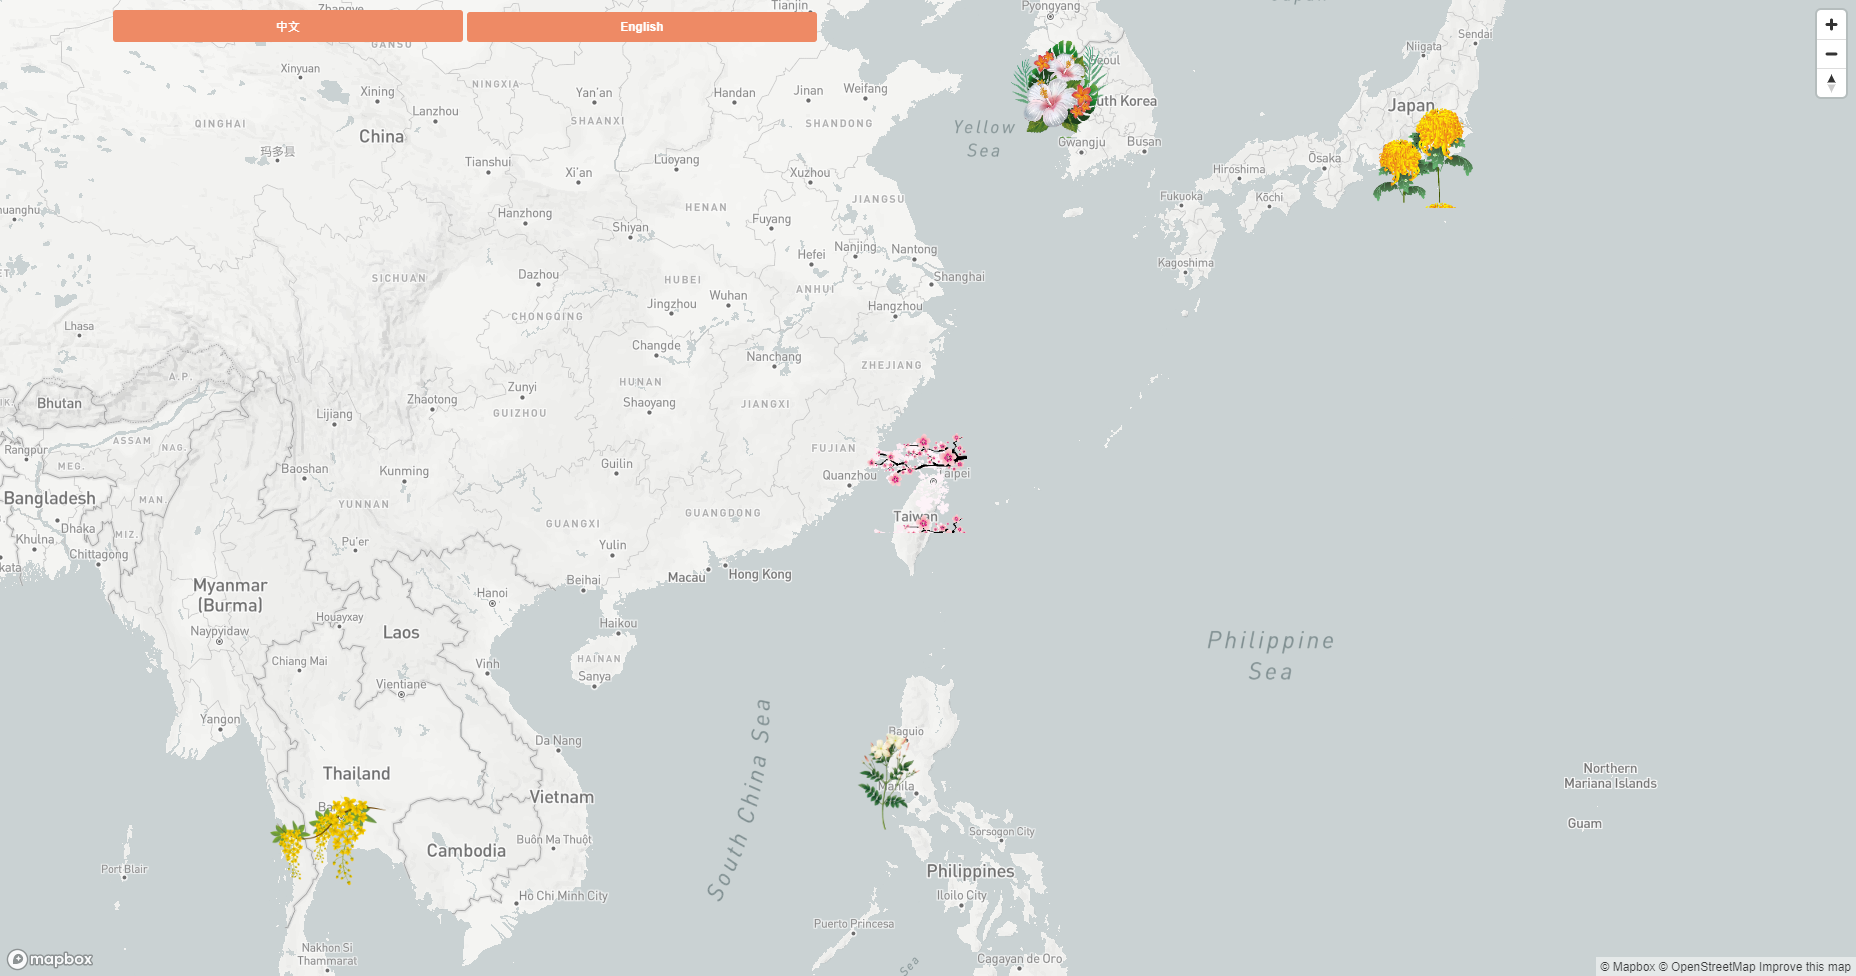 Zhangye
Tianjin
Pyongyang
Japan
中文
English
Sendai
Niigata
GANSU
Seoul
Xinyuan
NINGXIA
Xining
Yan'an
Handan
Jinan
Weifang
South Korea
Japan
Lanzhou
QINGHAI
SHAANXI
SHANDONG
China
Yellow
Sea
Gwangju
Busan
玛多县
Tianshui
Luoyang
Xi'an
Xuzhou
Hiroshima
Ōsaka
JIANGSU
Fukuoka
Kōchi
HENAN
Hanzhong
Fuyang
Shiyan
Nanjing
Nantong
Hefei
Kagoshima
SICHUAN
Dazhou
HUBEI
Shanghai
ANHUI
Wuhan
Jingzhou
Hangzhou
CHONGQING
Lhasa
Changde
Nanchang
ZHEJIANG
A.P.
HUNAN
Zunyi
Bhutan
Zhaotong
Shaoyang
JIANGXI
Lijiang
GUIZHOU
ASSAM
NAG.
FUJIAN
Rangpur
MEG.
Baoshan
Kunming
Guilin
Quanzhou
Taipei
Bangladesh
MAN.
YUNNAN
GUANGDONG
Taiwan
GUANGXI
Dhaka
MIZ.
Khulna
Pu'er
Yulin
Chittagong
Macau
Hong Kong
Beihai
Myanmar
(Burma)
Hanoi
Houayxay
Haikou
Naypyidaw
Laos
Philippine
Sea
HAINAN
Chiang Mai
Vinh
Sanya
Vientiane
Yangon
Baguio
Da Nang
South China Sea
Thailand
Northern
Mariana Islands
Manila
Vietnam
Guam
Sorsogon City
Buôn Ma Thuột
Cambodia
Port Blair
Philippines
Hồ Chí Minh City
Iloilo City
Puerto Princesa
Nakhon Si
Thammarat
Cagayan de Oro
Sea
mapbox
© Mapbox © OpenStreetMap Improve this map